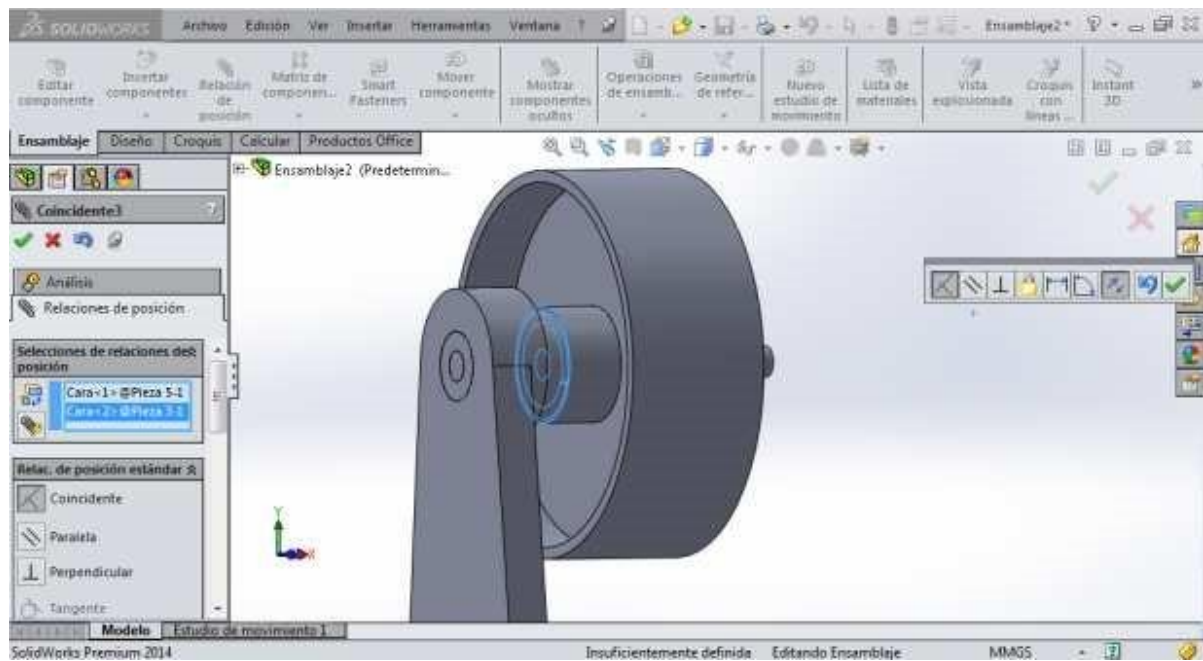 SOLIDWORKS Archivo Edición Ver Insertar Herramientas Ventana ? Ensamblaje2 *
Editar componente
Insertar componentes
Relación de posición
Matriz de componen...
Smart Fasteners
Mover componente
Mostrar componentes ocultos
Operaciones de ensamb...
Geometría de refer...
Nuevo estudio de movimiento
Lista de materiales
Vista explosionada
Croquis con líneas ...
Instant 3D
Ensamblaje Diseño Croquis Calcular Productos Office
Ensamblaje2 (Predetermin...
Coincidente3
Análisis
Relaciones de posición
Selecciones de relaciones de posición
Cara<1>@Pieza 5-1
Cara<2>@Pieza 3-1
Relac. de posición estándar
Coincidente
Paralela
Perpendicular
Tangente
Y
X
Modelo Estudio de movimiento 1
SolidWorks Premium 2014 Insuficientemente definida Editando Ensamblaje MMGS